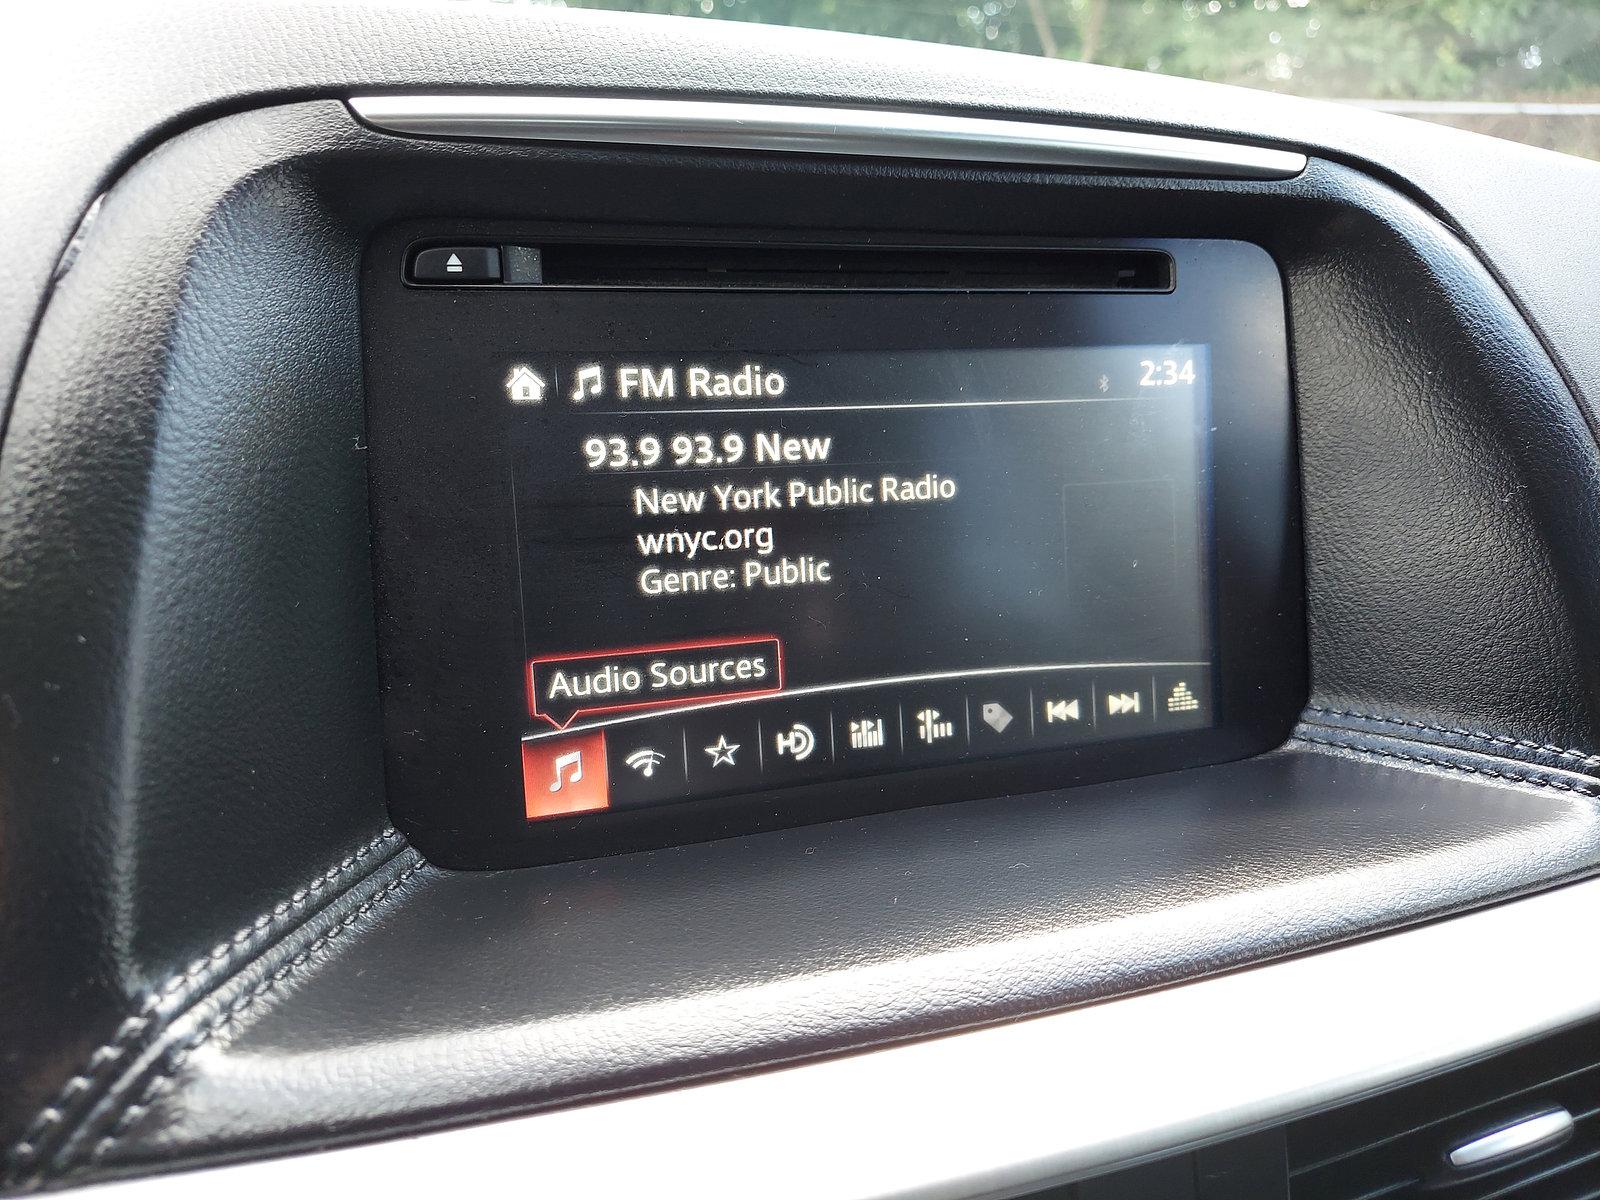 FM Radio
2:34
93.9 93.9 New
New York Public Radio
wnyc.org
Genre: Public
Audio Sources
HD